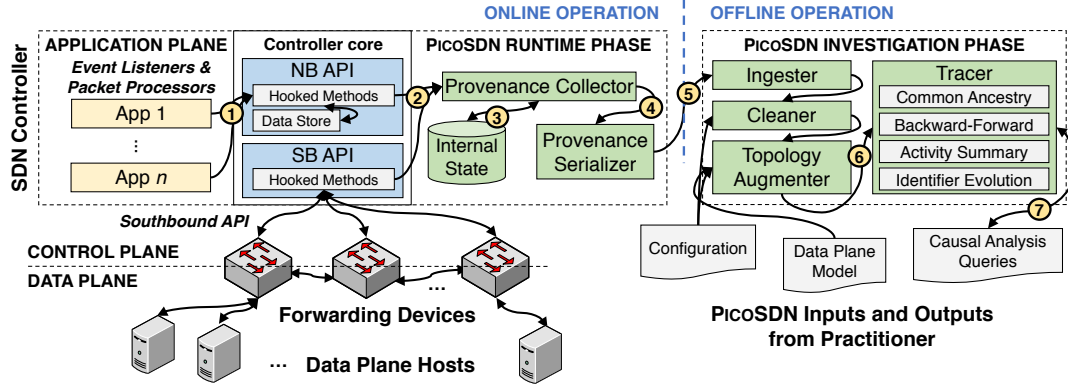 ONLINE OPERATION
OFFLINE OPERATION
SDN Controller
APPLICATION PLANE
Event Listeners &
Packet Processors
App 1
⋮
App n
Controller core
NB API
Hooked Methods
Data Store
SB API
Hooked Methods
1
2
PICOSDN RUNTIME PHASE
Provenance Collector
3
4
Internal
State
Provenance
Serializer
5
PICOSDN INVESTIGATION PHASE
Ingester
Cleaner
Topology
Augmenter
6
Tracer
Common Ancestry
Backward-Forward
Activity Summary
Identifier Evolution
7
Southbound API
CONTROL PLANE
DATA PLANE
...
Forwarding Devices
... Data Plane Hosts
Configuration
Data Plane
Model
Causal Analysis
Queries
PICOSDN Inputs and Outputs
from Practitioner